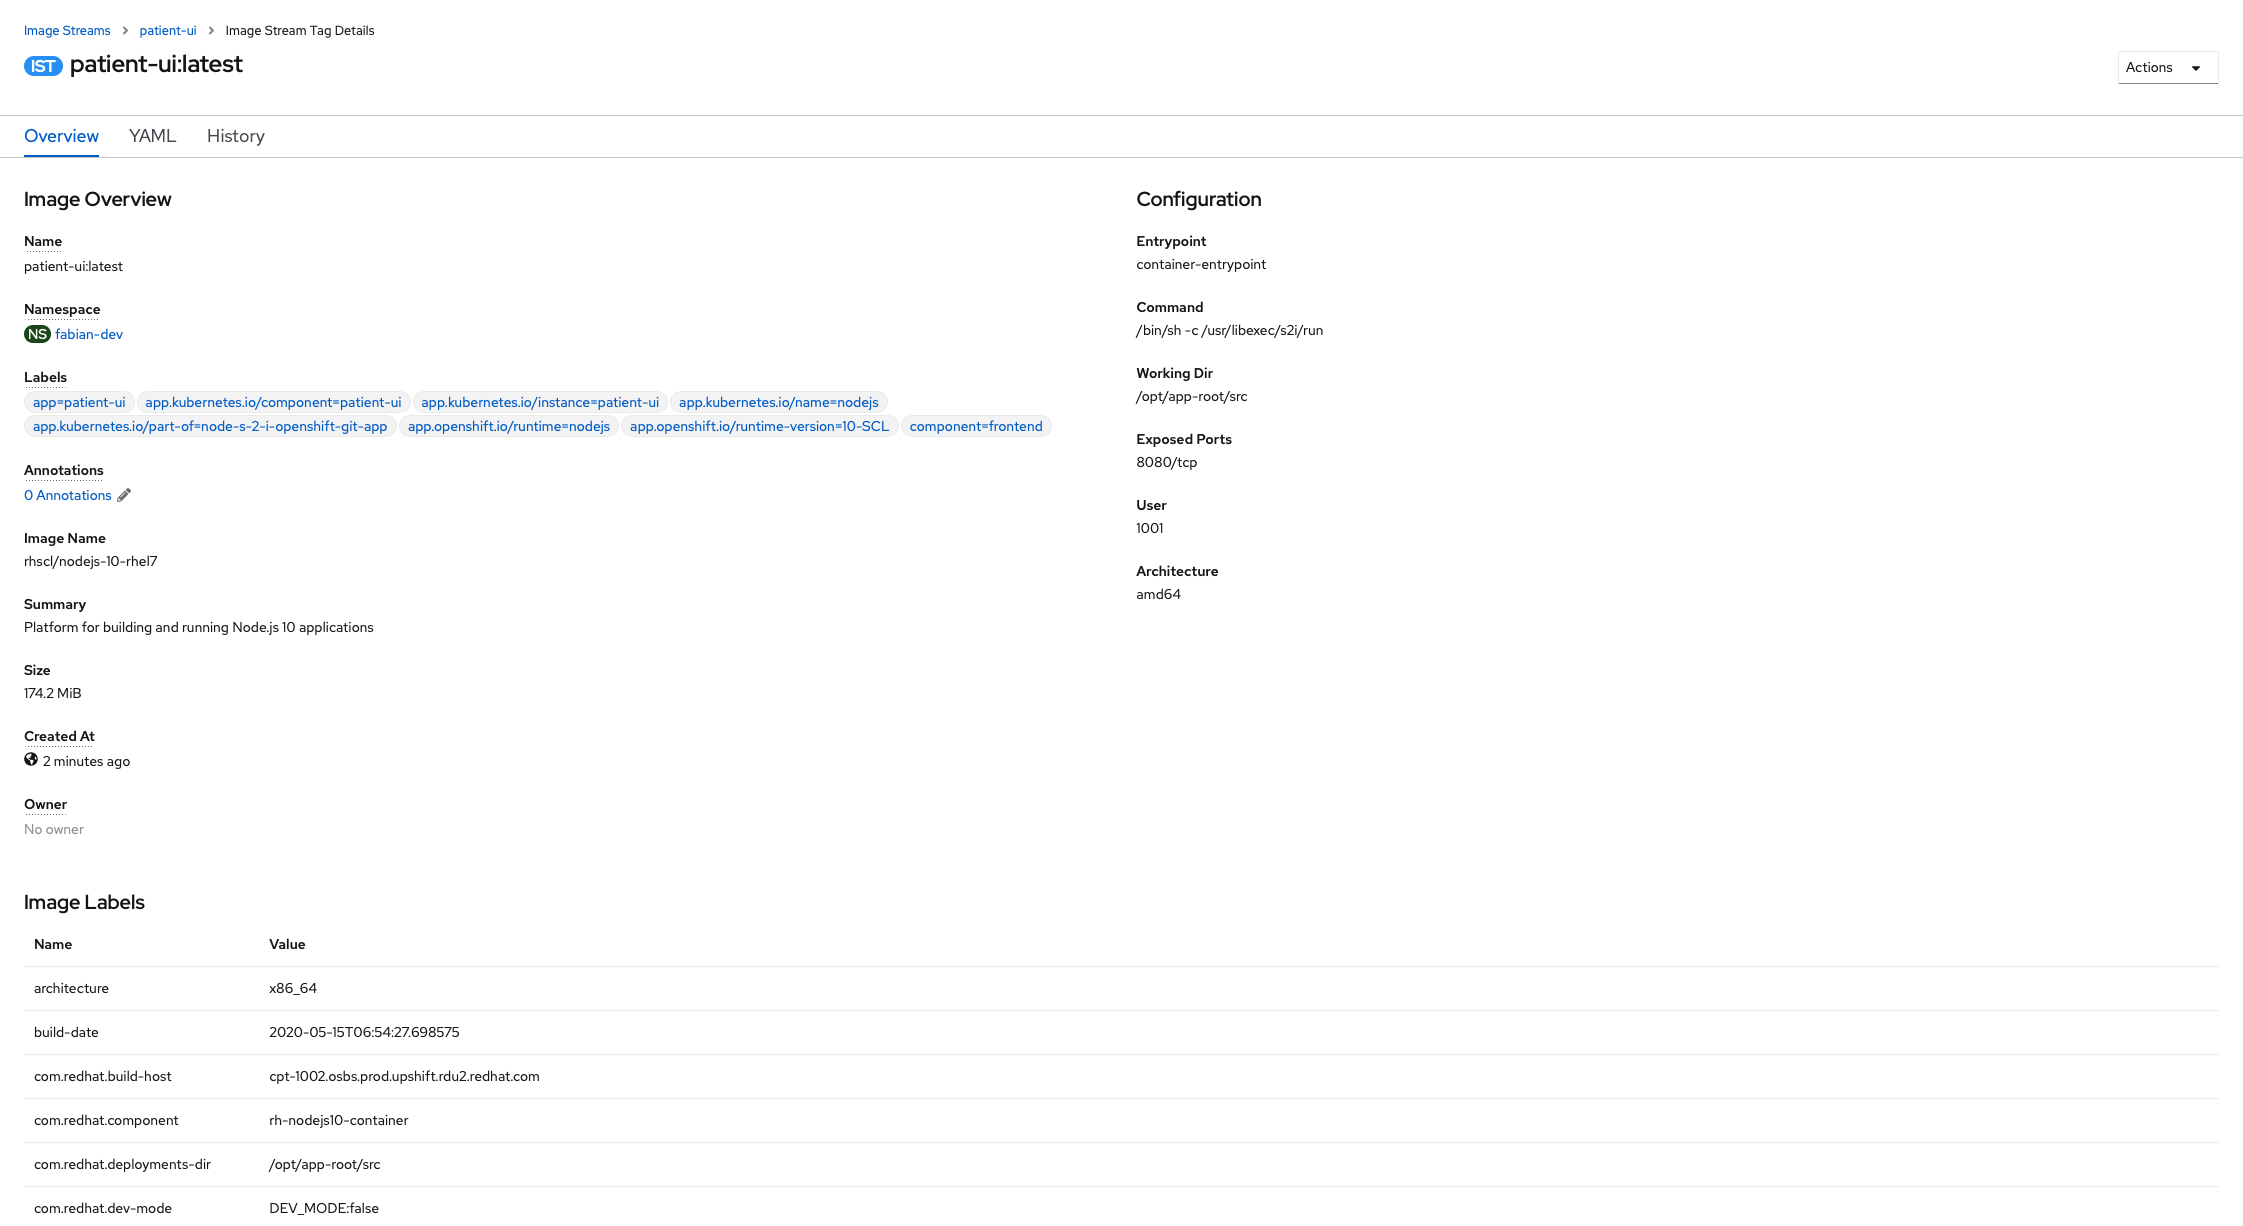 Image Streams > patient-ui > Image Stream Tag Details
IST patient-ui:latest
Actions
Overview YAML History
Image Overview
Name
patient-ui:latest
Namespace
NS fabian-dev
Labels
app=patient-ui app.kubernetes.io/component=patient-ui app.kubernetes.io/instance=patient-ui app.kubernetes.io/name=nodejs
app.kubernetes.io/part-of=node-s-2-i-openshift-git-app app.openshift.io/runtime=nodejs app.openshift.io/runtime-version=10-SCL component=frontend
Annotations
0 Annotations
Image Name
rhscl/nodejs-10-rhel7
Summary
Platform for building and running Node.js 10 applications
Size
174.2 MiB
Created At
2 minutes ago
Owner
No owner
Configuration
Entrypoint
container-entrypoint
Command
/bin/sh -c /usr/libexec/s2i/run
Working Dir
/opt/app-root/src
Exposed Ports
8080/tcp
User
1001
Architecture
amd64
Image Labels
Name Value
architecture x86_64
build-date 2020-05-15T06:54:27.698575
com.redhat.build-host cpt-1002.osbs.prod.upshift.rdu2.redhat.com
com.redhat.component rh-nodejs10-container
com.redhat.deployments-dir /opt/app-root/src
com.redhat.dev-mode DEV_MODE:false